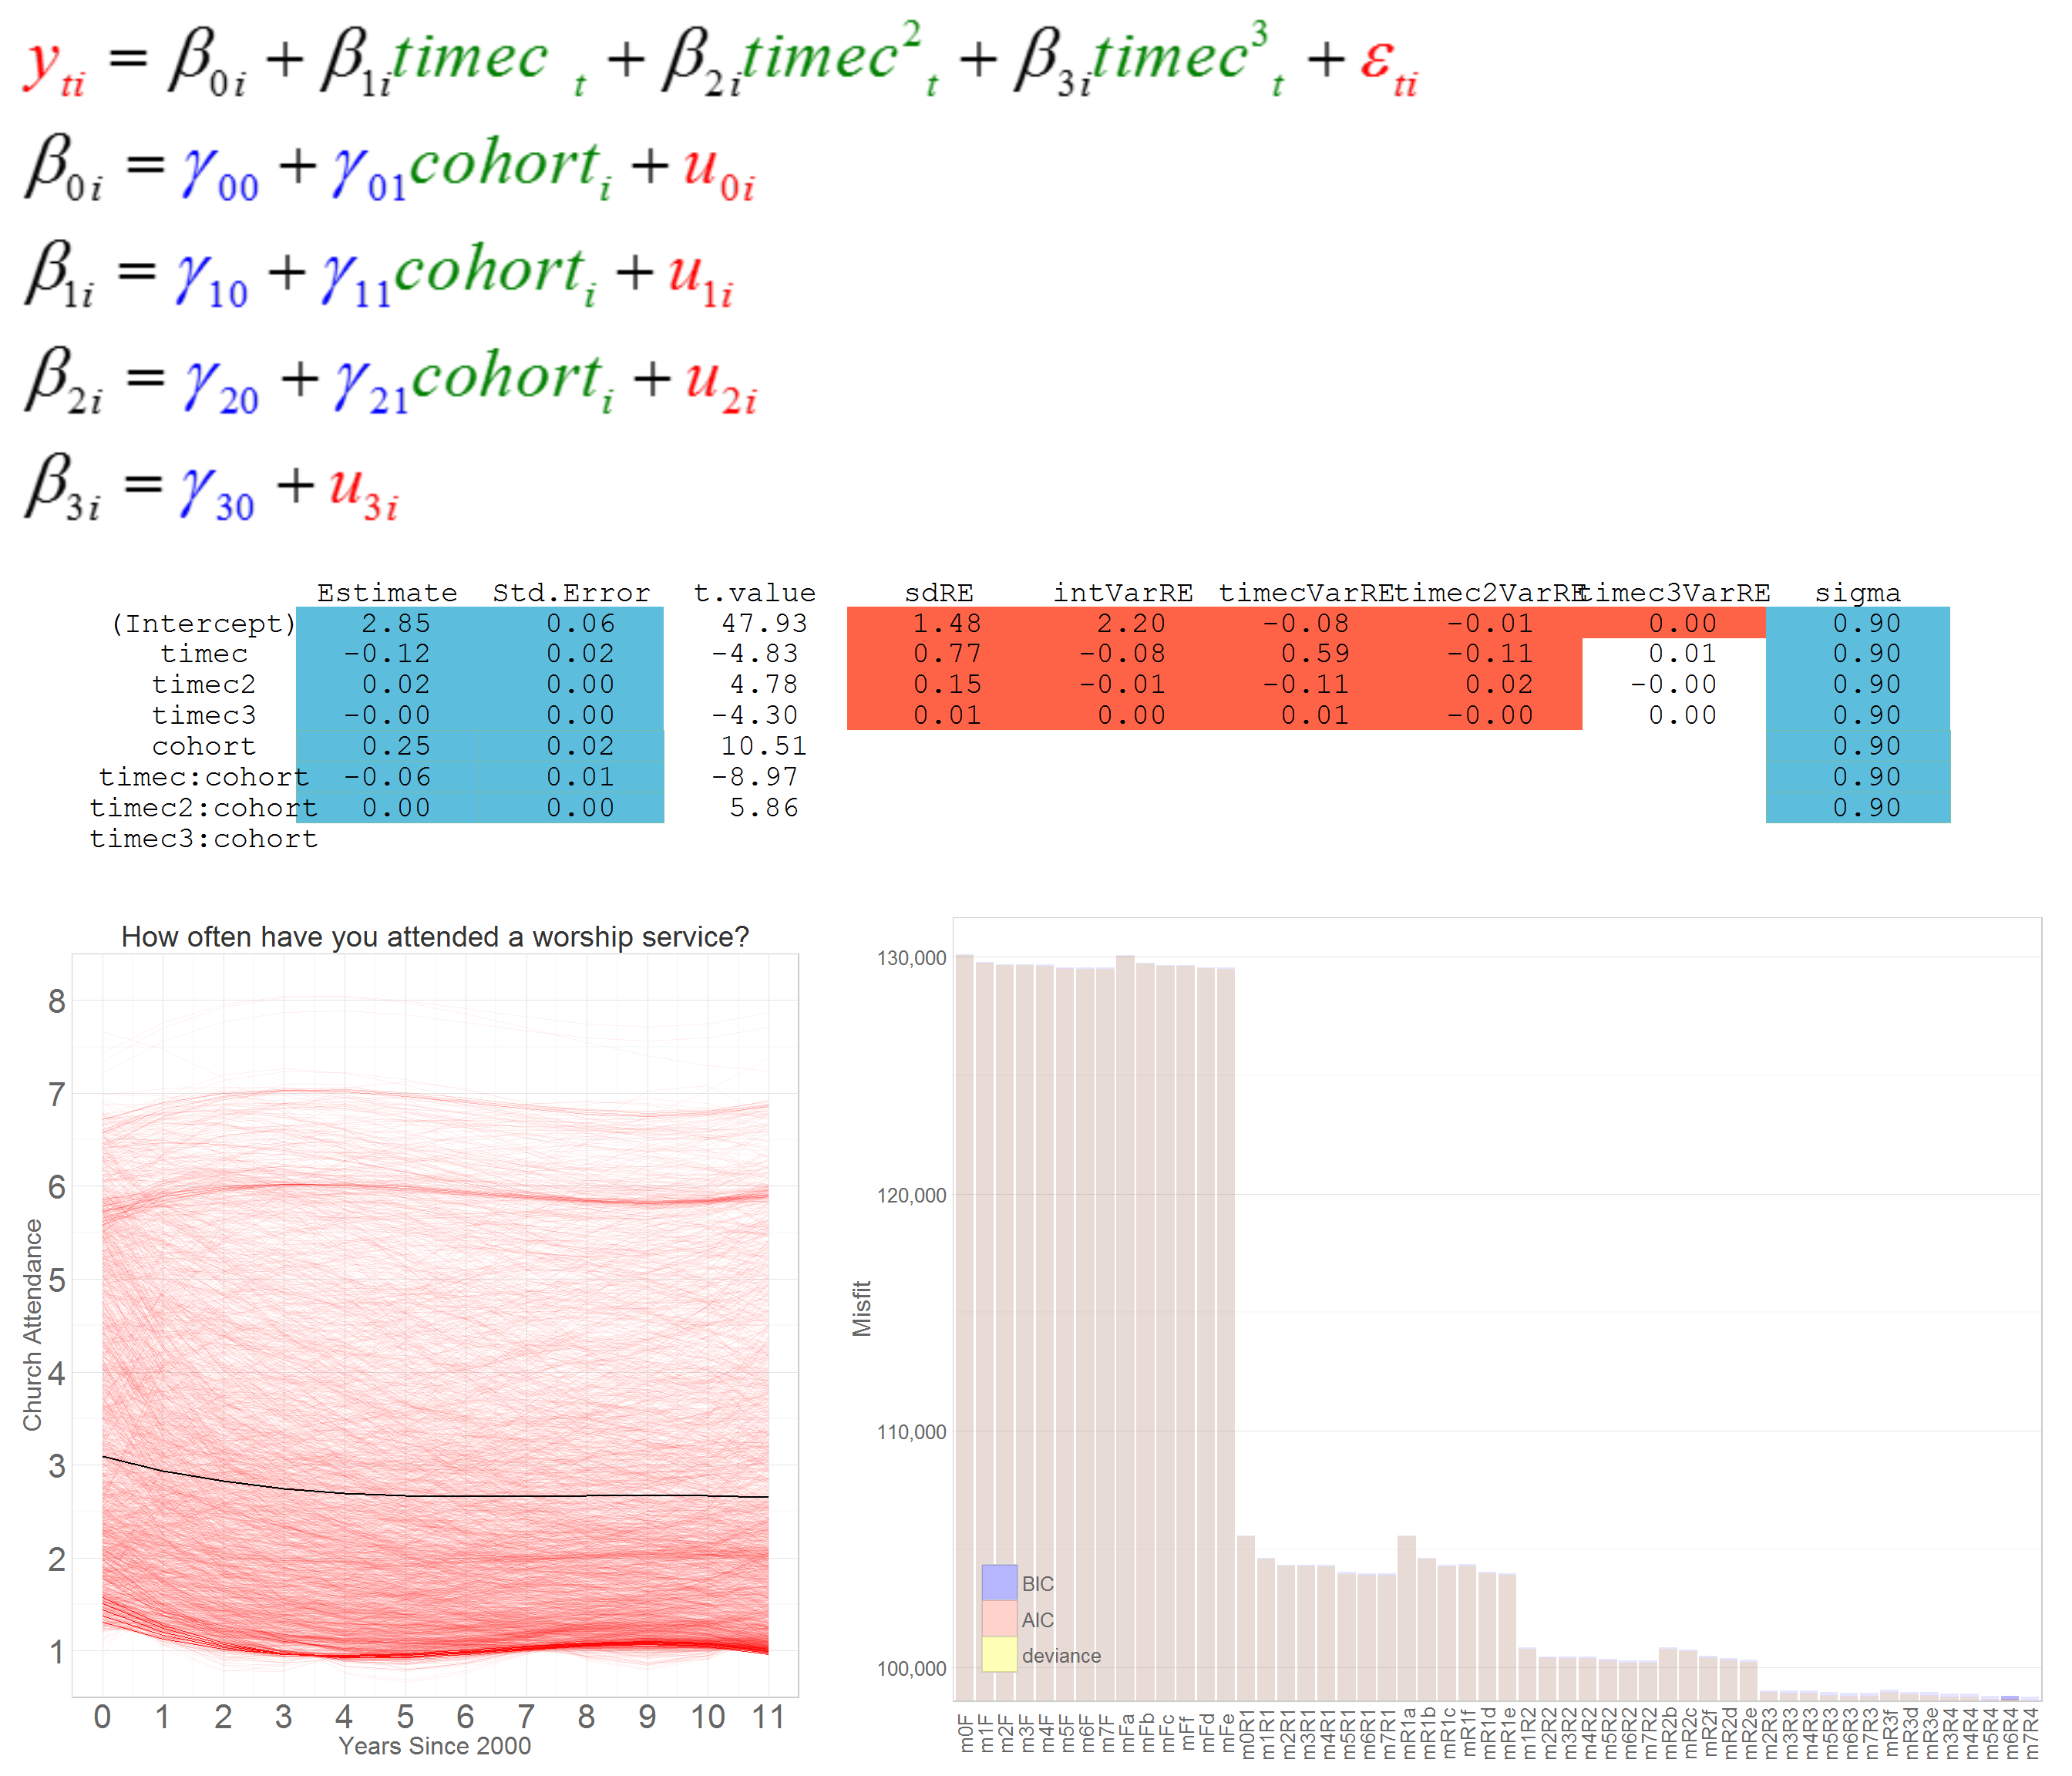 y_ti = β_0i + β_1i timec_t + β_2i timec²_t + β_3i timec³_t + ε_ti
β_0i = γ_00 + γ_01 cohort_i + u_0i
β_1i = γ_10 + γ_11 cohort_i + u_1i
β_2i = γ_20 + γ_21 cohort_i + u_2i
β_3i = γ_30 + u_3i
Estimate Std.Error t.value sdRE intVarRE timecVarRE timec2VarRE timec3VarRE sigma
(Intercept) 2.85 0.06 47.93 1.48 2.20 -0.08 -0.01 0.00 0.90
timec -0.12 0.02 -4.83 0.77 -0.08 0.59 -0.11 0.01 0.90
timec2 0.02 0.00 4.78 0.15 -0.01 -0.11 0.02 -0.00 0.90
timec3 -0.00 0.00 -4.30 0.01 0.00 0.01 -0.00 0.00 0.90
cohort 0.25 0.02 10.51 0.90
timec:cohort -0.06 0.01 -8.97 0.90
timec2:cohort 0.00 0.00 5.86 0.90
timec3:cohort
How often have you attended a worship service?
Church Attendance
8
7
6
5
4
3
2
1
0 1 2 3 4 5 6 7 8 9 10 11
Years Since 2000
Misfit
130,000
120,000
110,000
100,000
BIC
AIC
deviance
m0F m1F m2F m3F m4F m5F m6F m7F mFa mFb mFc mFf mFd mFe m0R1 m1R1 m2R1 m3R1 m4R1 m5R1 m6R1 m7R1 mR1a mR1b mR1c mR1f mR1d mR1e m1R2 m2R2 m3R2 m4R2 m5R2 m6R2 m7R2 mR2b mR2c mR2f mR2d mR2e m2R3 m3R3 m4R3 m5R3 m6R3 m7R3 mR3f mR3d mR3e m3R4 m4R4 m5R4 m6R4 m7R4